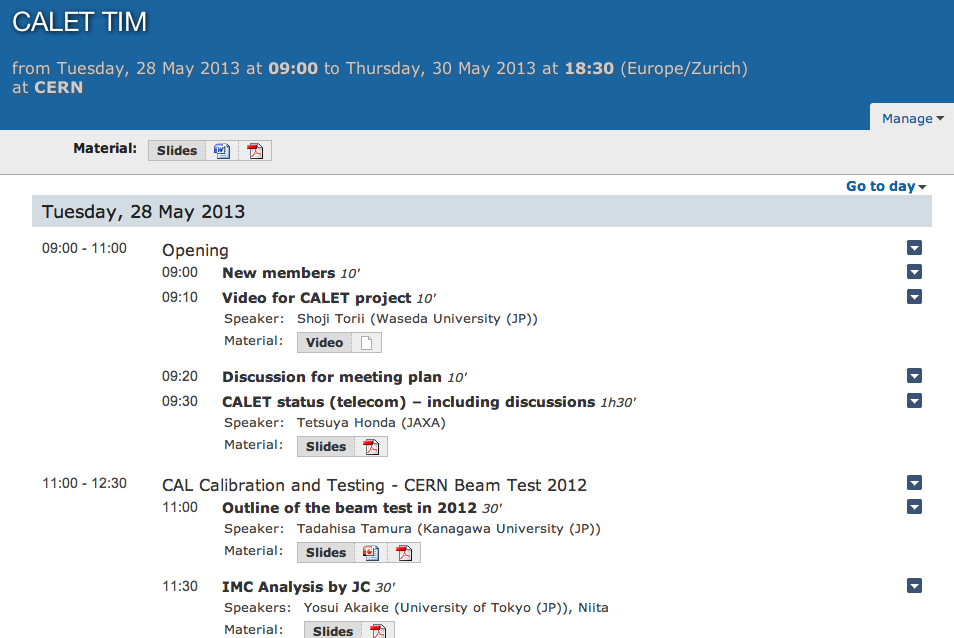 CALET TIM
from Tuesday, 28 May 2013 at 09:00 to Thursday, 30 May 2013 at 18:30 (Europe/Zurich)
at CERN
Manage
Material: Slides
Go to day
Tuesday, 28 May 2013
09:00 - 11:00 Opening
09:00 New members 10'
09:10 Video for CALET project 10'
Speaker: Shoji Torii (Waseda University (JP))
Material: Video
09:20 Discussion for meeting plan 10'
09:30 CALET status (telecom) – including discussions 1h30'
Speaker: Tetsuya Honda (JAXA)
Material: Slides
11:00 - 12:30 CAL Calibration and Testing - CERN Beam Test 2012
11:00 Outline of the beam test in 2012 30'
Speaker: Tadahisa Tamura (Kanagawa University (JP))
Material: Slides
11:30 IMC Analysis by JC 30'
Speakers: Yosui Akaike (University of Tokyo (JP)), Niita
Material: Slides